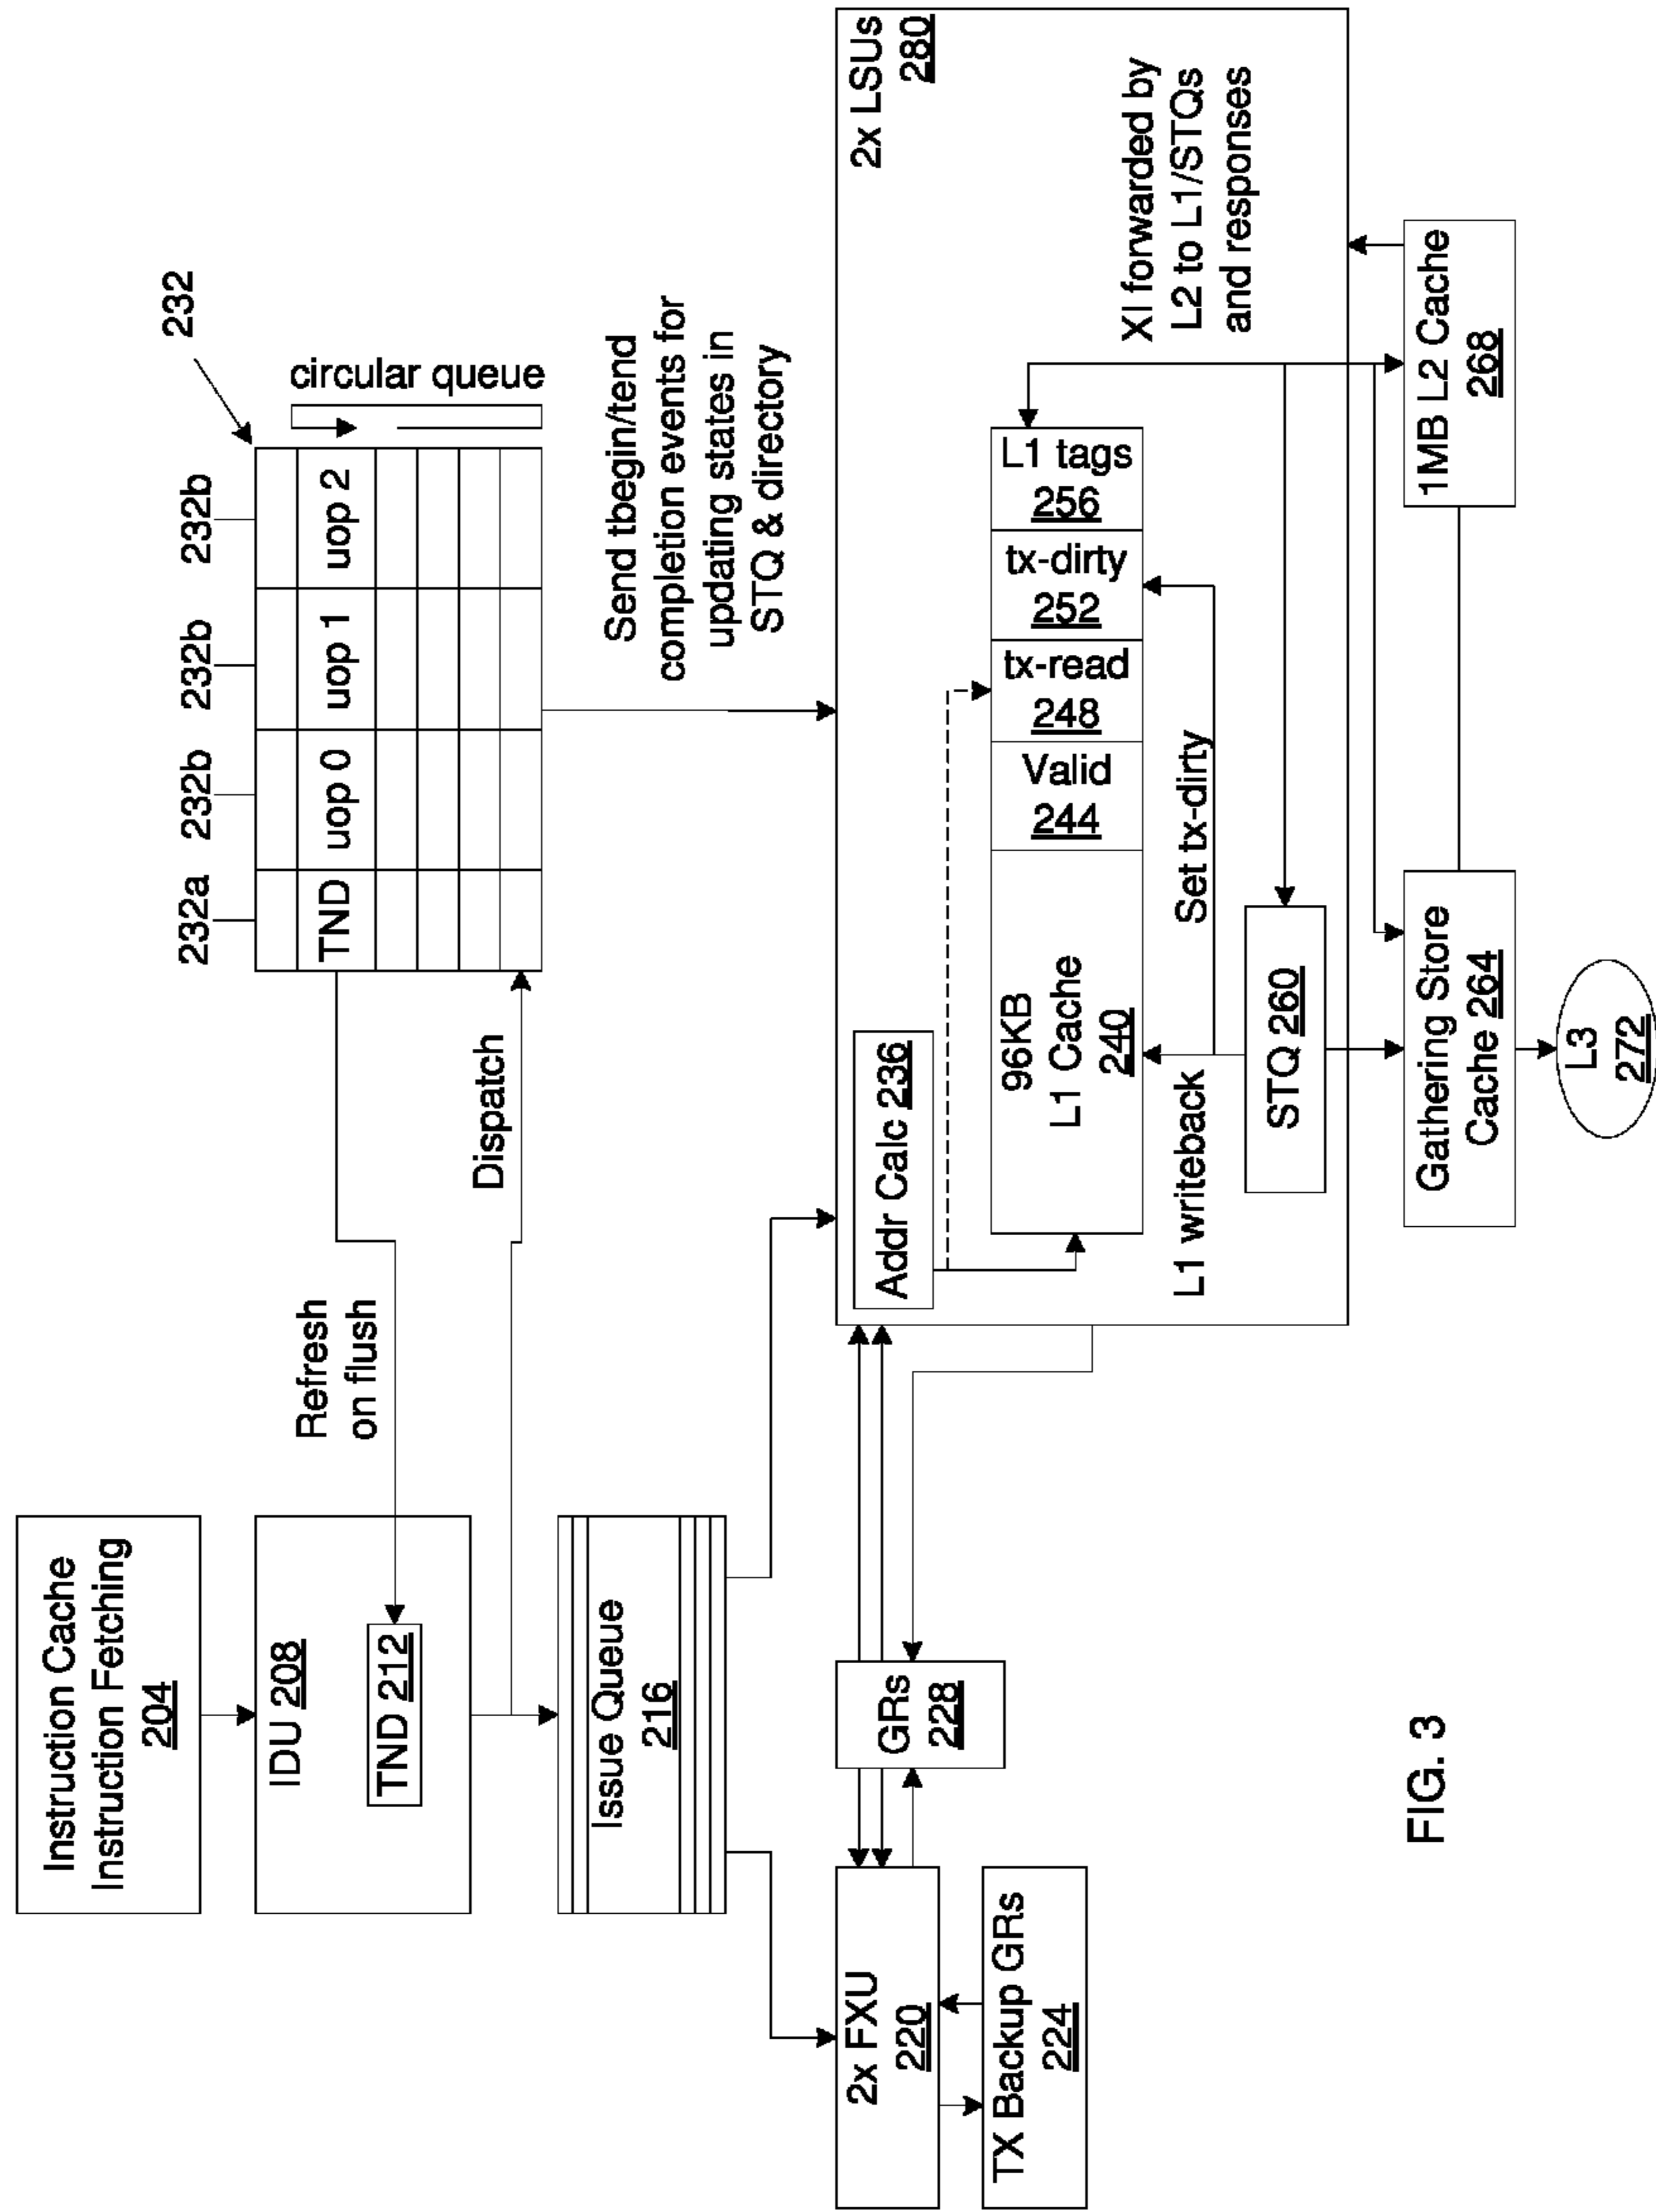 Instruction Cache
Instruction Fetching
204
IDU 208
TND 212
Refresh
on flush
Dispatch
232
232a
232b
232b
232b
TND
uop 0
uop 1
uop 2
circular queue
Issue Queue
216
Send tbegin/tend
completion events for
updating states in
STQ & directory
2x FXU
220
TX Backup GRs
224
GRs
228
2x LSUs
280
Addr Calc 236
96KB
L1 Cache
240
Valid
244
tx-read
248
tx-dirty
252
L1 tags
256
XI forwarded by
L2 to L1/STQs
and responses
L1 writeback
Set tx-dirty
STQ 260
Gathering Store
Cache 264
1MB L2 Cache
268
L3
272
FIG. 3